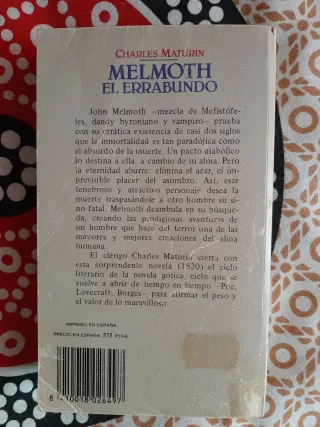 CHARLES MATURIN
MELMOTH
EL ERRABUNDO
John Melmoth —mezcla de Mefistófe-
les, dandy byroniano y vampiro— prueba
con su errática existencia de casi dos siglos
que la inmortalidad es tan paradójica como
el absurdo de la muerte. Un pacto diabólico
lo destina a ella, a cambio de su alma. Pero
la eternidad aburre: elimina el azar, el im-
previsible placer del asombro. Así, este
tenebroso y atractivo personaje desea la
muerte traspasándole a otro hombre su si-
no fatal. Melmoth deambula en su búsque-
da, creando las prodigiosas aventuras de
un hombre que hace del terror una de las
mayores y mejores creaciones del alma
humana.
El clérigo Charles Maturin cierra con
esta sorprendente novela (1820) el ciclo
literario de la novela gótica, ciclo que se
vuelve a abrir de tiempo en tiempo —Poe,
Lovecraft, Borges— para afirmar el peso y
el valor de lo maravilloso
IMPRESO EN ESPAÑA
PRECIO EN ESPAÑA 575 PTAS.
8 410018 026497